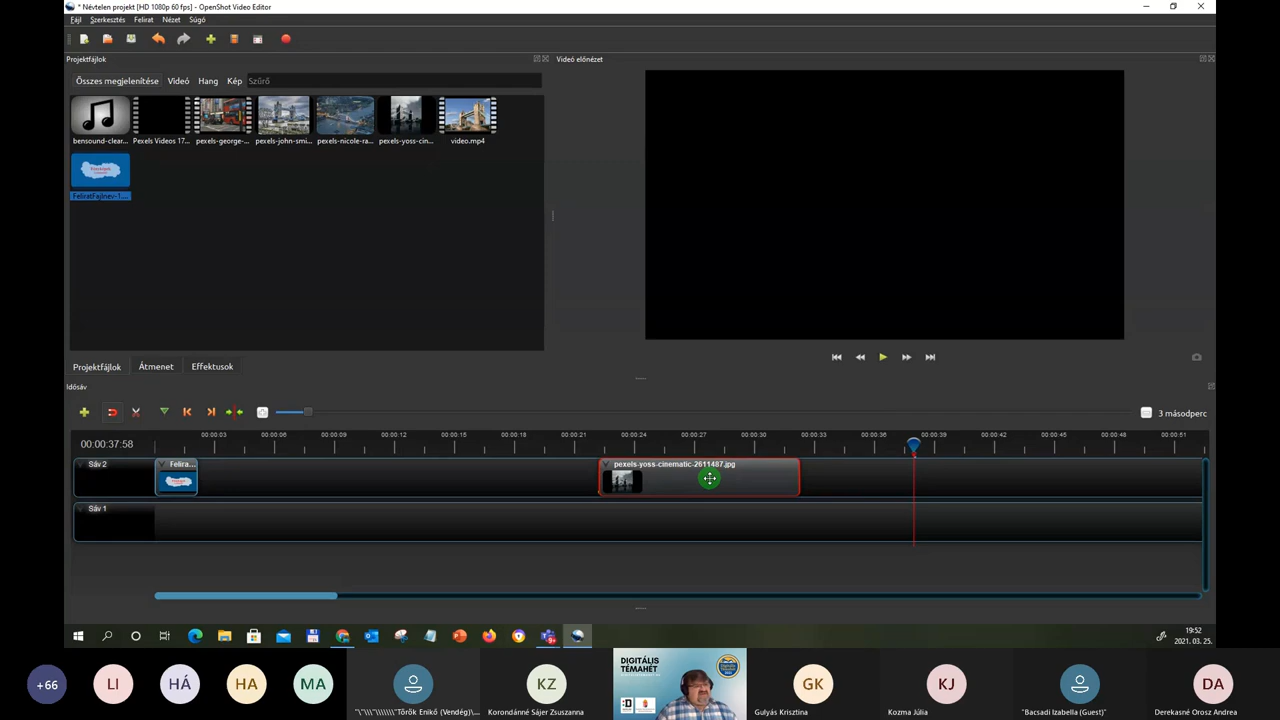 * Névtelen projekt [HD 1080p 60 fps] - OpenShot Video Editor
Fájl Szerkesztés Felirat Nézet Súgó
Projektfájlok
Videó előnézet
Összes megjelenítése Videó Hang Kép Szűrő
bensound-clear... Pexels Videos 17... pexels-george-... pexels-john-smi... pexels-nicole-ra... pexels-yoss-cin... video.mp4
FeliratFajlnev-1...
Projektfájlok Átmenet Effektusok
Idősáv
3 másodperc
00:00:37:58
00:00:03 00:00:06 00:00:09 00:00:12 00:00:15 00:00:18 00:00:21 00:00:24 00:00:27 00:00:30 00:00:33 00:00:36 00:00:39 00:00:42 00:00:45 00:00:48 00:00:51
Sáv 2 Felira... pexels-yoss-cinematic-2611487.jpg
Sáv 1
19:52
2021. 03. 25.
+66 LI HÁ HA MA
"\"\\"\\\\\\\"Török Enikő (Vendég)\...
KZ
Korondánné Sájer Zsuzsanna
DIGITÁLIS
TÉMAHÉT
:D
GK
Gulyás Krisztina
KJ
Kozma Júlia
"Bacsadi Izabella (Guest)"
DA
Derekasné Orosz Andrea